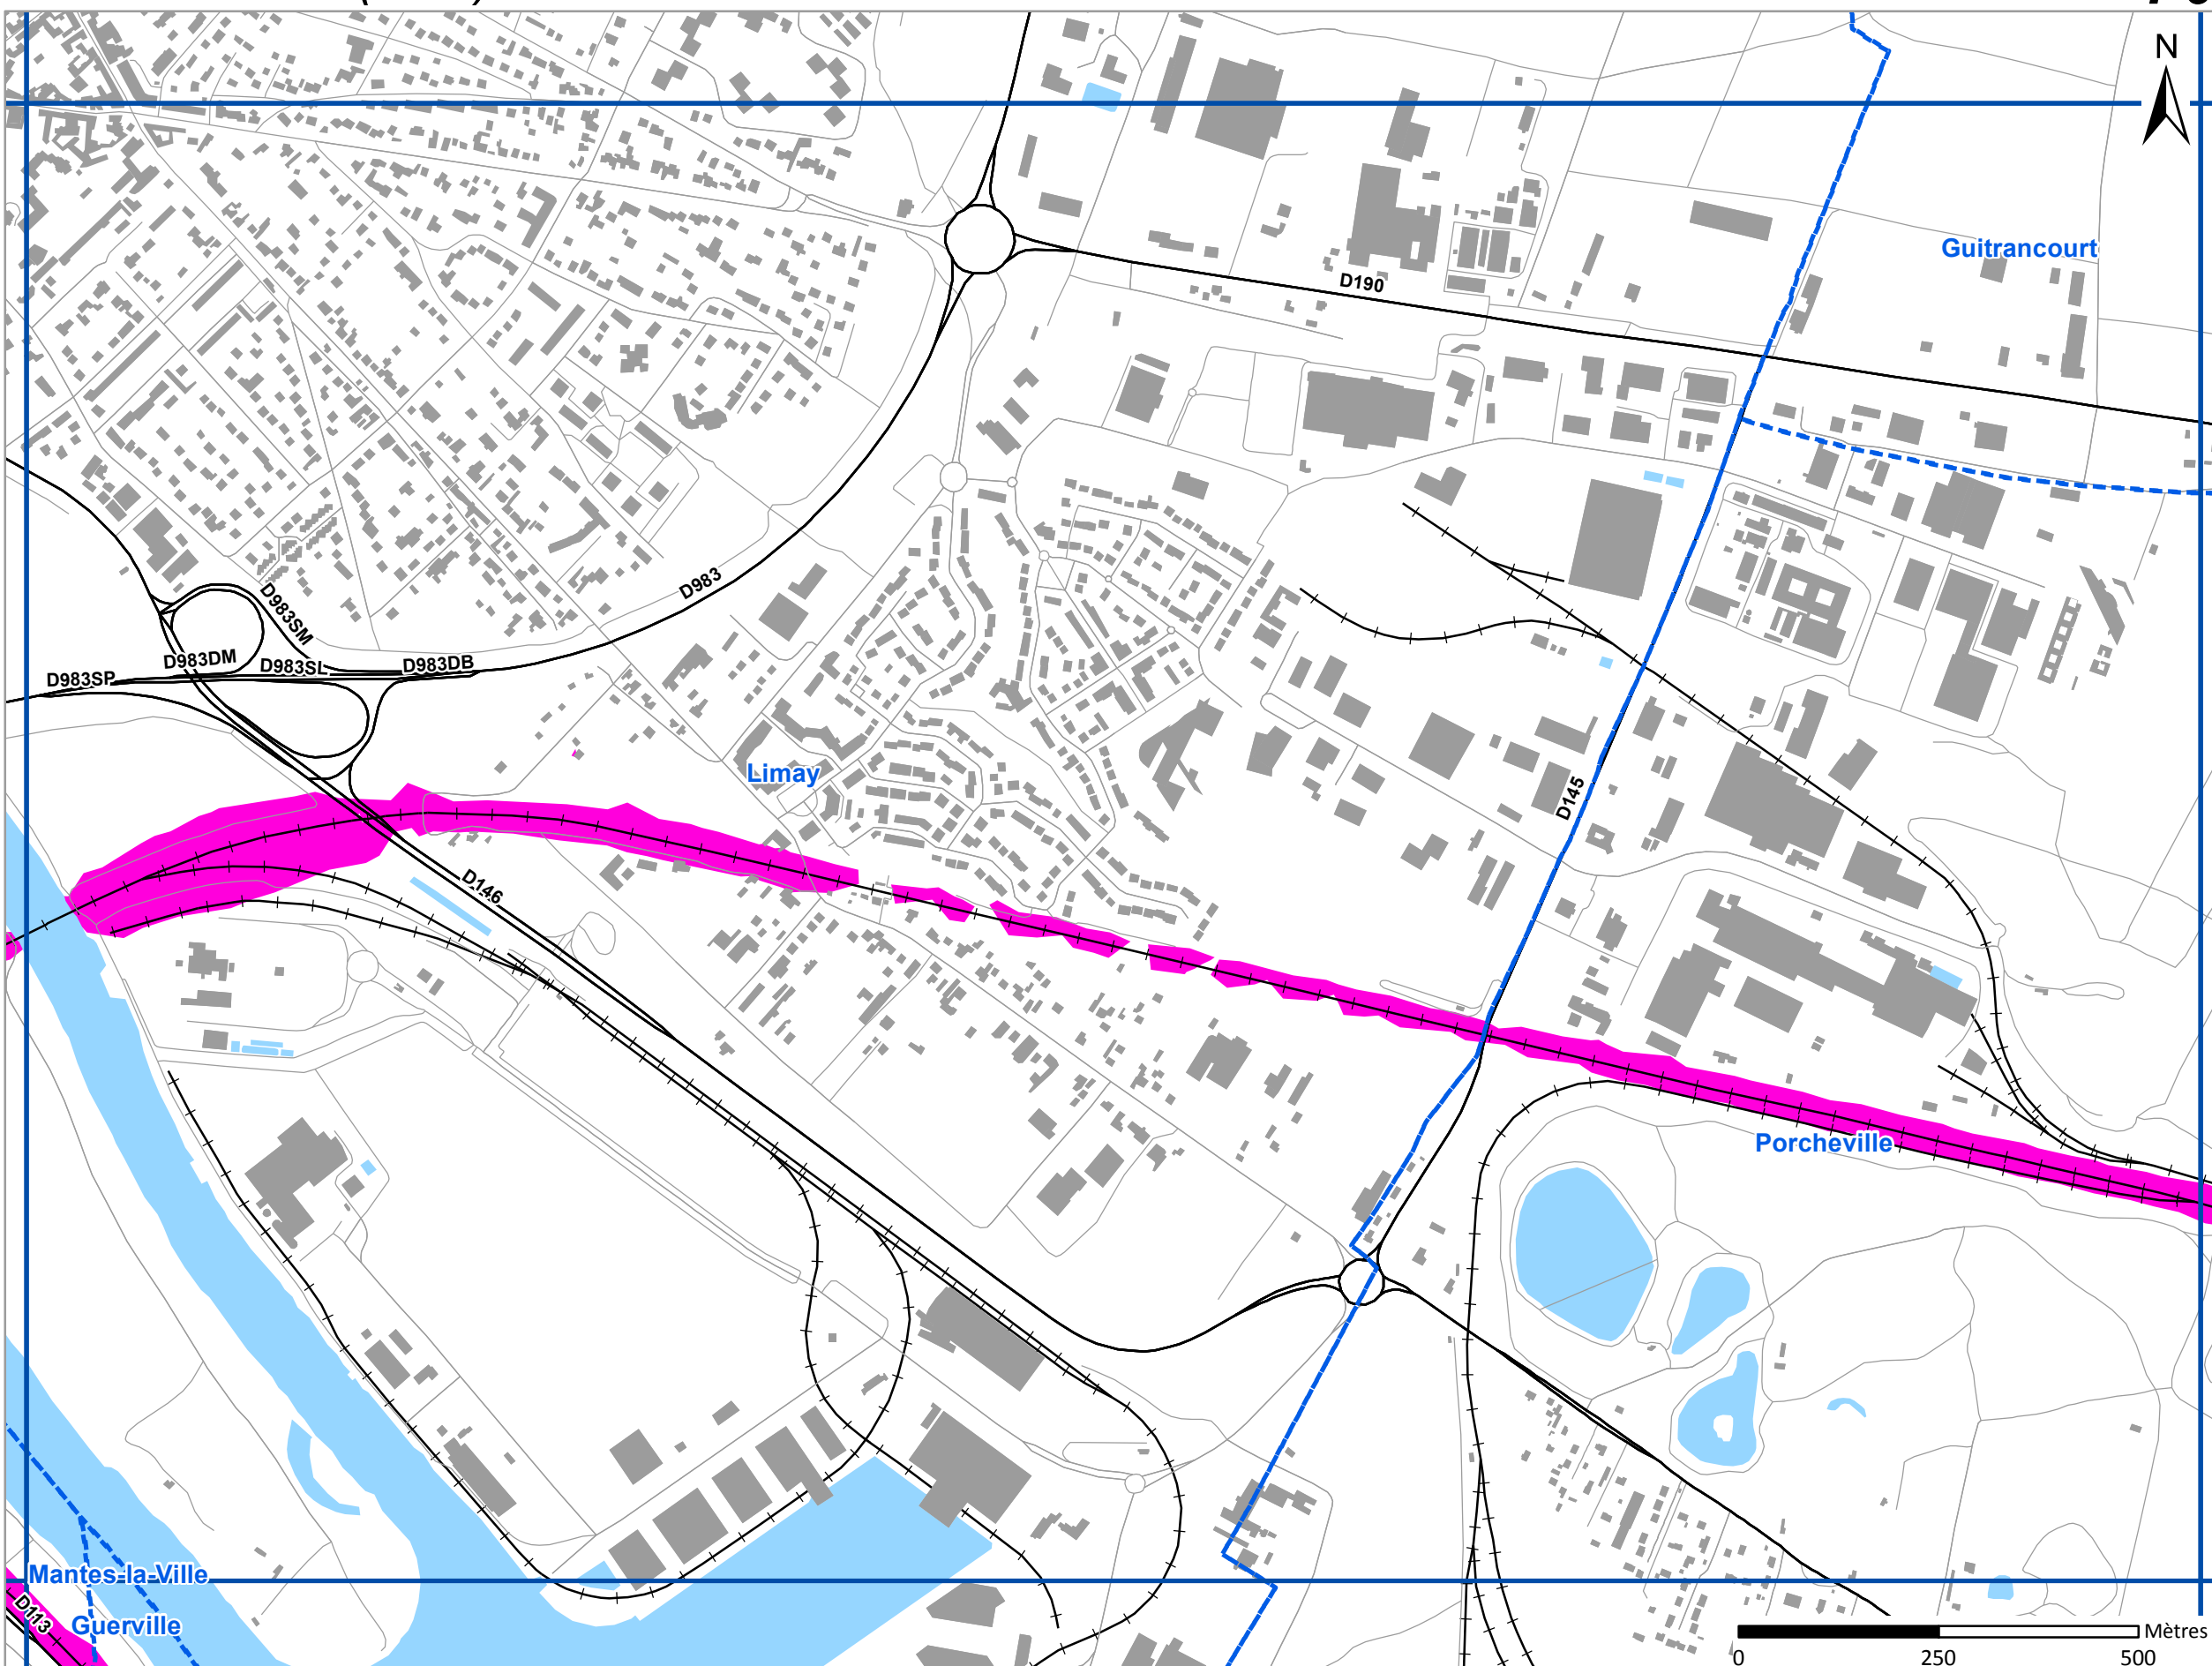 N
Guitrancourt
D190
D983
D983SM
D983DM
D983SL
D983DB
D983SP
Limay
D145
D146
Porcheville
Mantes-la-Ville
D113
Guerville
Mètres
0 250 500